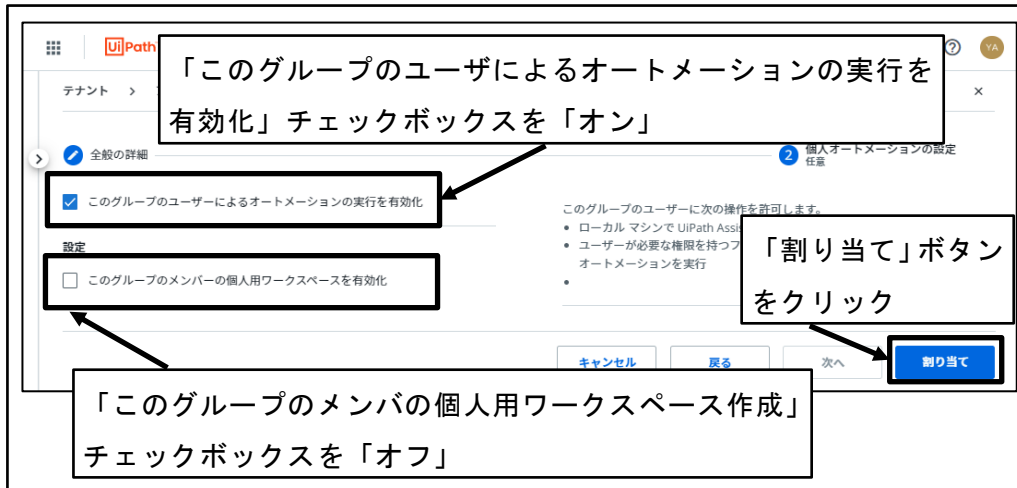 UiPath
「このグループのユーザによるオートメーションの実行を
有効化」チェックボックスを「オン」
YA
テナント >
全般の詳細
2 個人オートメーションの設定
任意
このグループのユーザーによるオートメーションの実行を有効化
このグループのユーザーに次の操作を許可します。
• ローカル マシンで UiPath Assis
• ユーザーが必要な権限を持つフ
オートメーションを実行
•
設定
このグループのメンバーの個人用ワークスペースを有効化
「割り当て」ボタン
をクリック
キャンセル 戻る 次へ 割り当て
「このグループのメンバの個人用ワークスペース作成」
チェックボックスを「オフ」